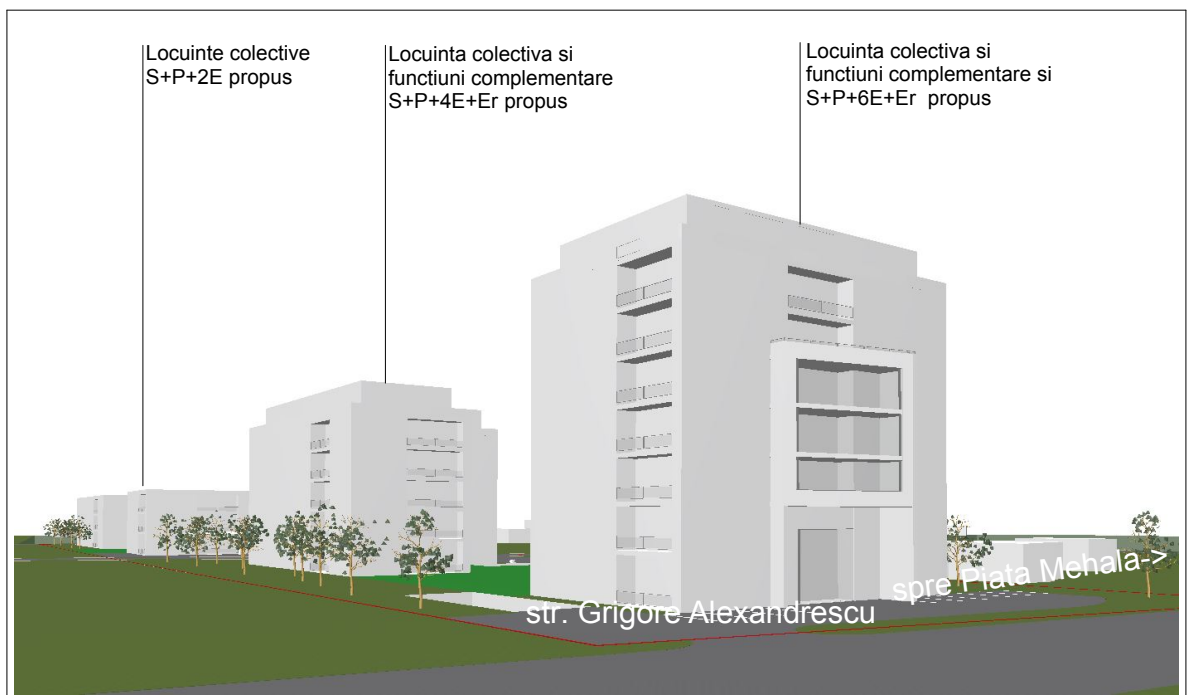 Locuinte colective
S+P+2E propus
Locuinta colectiva si
functiuni complementare
S+P+4E+Er propus
Locuinta colectiva si
functiuni complementare si
S+P+6E+Er propus
str. Grigore Alexandrescu
spre Piata Mehala->